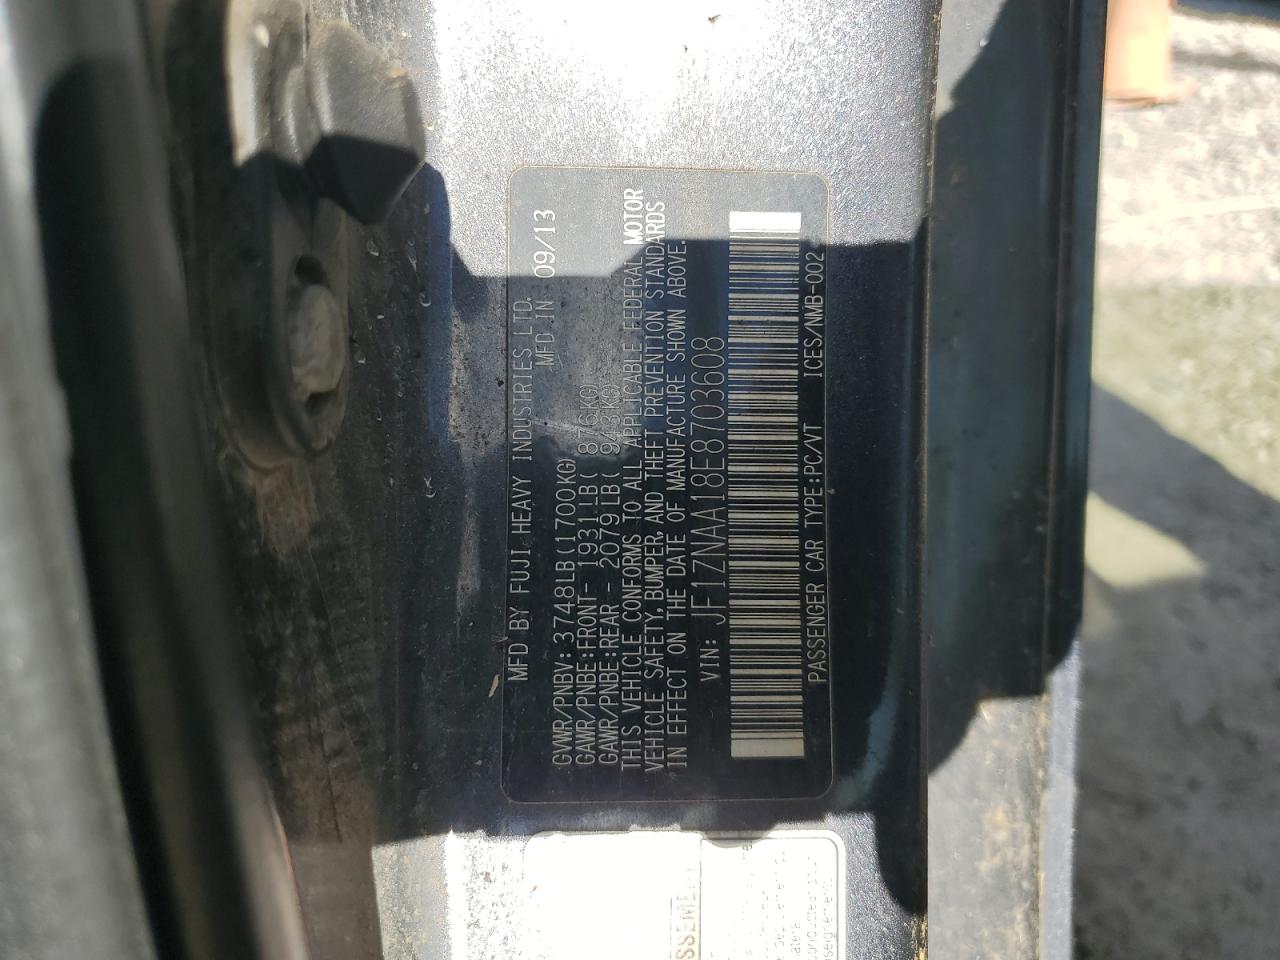 MFD BY FUJI HEAVY INDUSTRIES LTD.
MFD IN 09/13
GVWR/PNBV: 3748LB(1700KG)
GAWR/PNBE:FRONT- 1931LB( 876KG)
GAWR/PNBE:REAR - 2079LB( 943KG)
THIS VEHICLE CONFORMS TO ALL APPLICABLE FEDERAL MOTOR
VEHICLE SAFETY, BUMPER, AND THEFT PREVENTION STANDARDS
IN EFFECT ON THE DATE OF MANUFACTURE SHOWN ABOVE.
VIN: JF1ZNAA18E8703608
PASSENGER CAR TYPE:PC/VT ICES/NMB-002